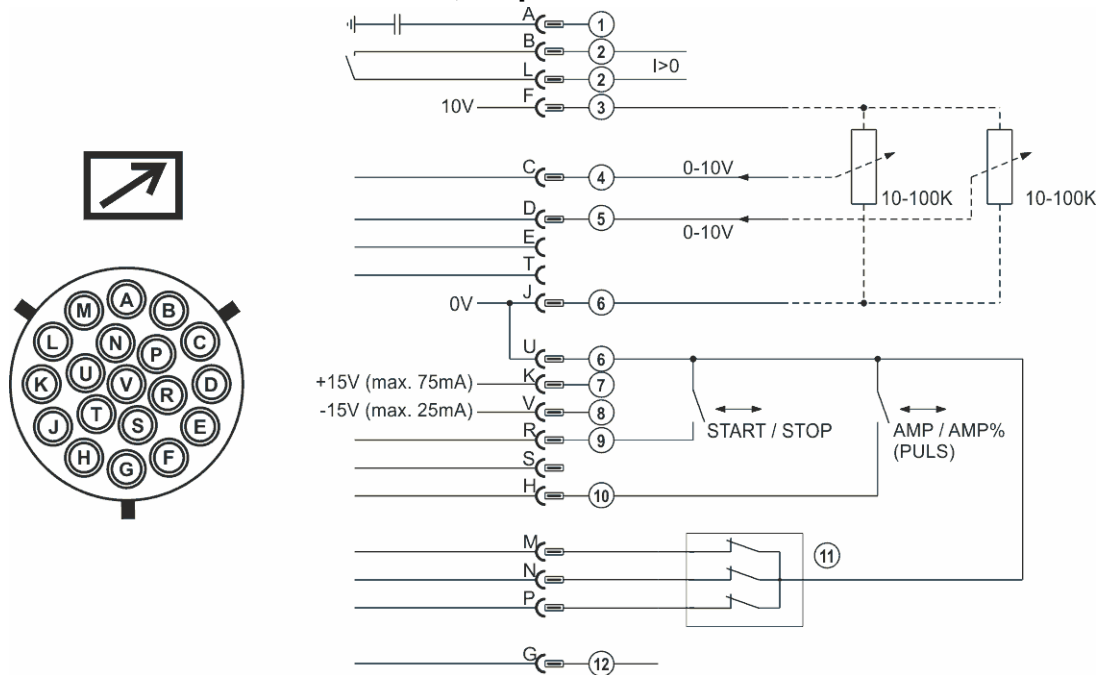 A 1
B 2
L 2 I>0
10V F 3
C 4 0-10V 10-100K 10-100K
D 5
0-10V
E
T
0V J 6
U 6
+15V (max. 75mA) K 7
-15V (max. 25mA) V 8
R 9 START / STOP AMP / AMP%
(PULS)
S
H 10
M 11
N
P
G 12
A
M B
L N P C
K U V R D
J T S E
H G F